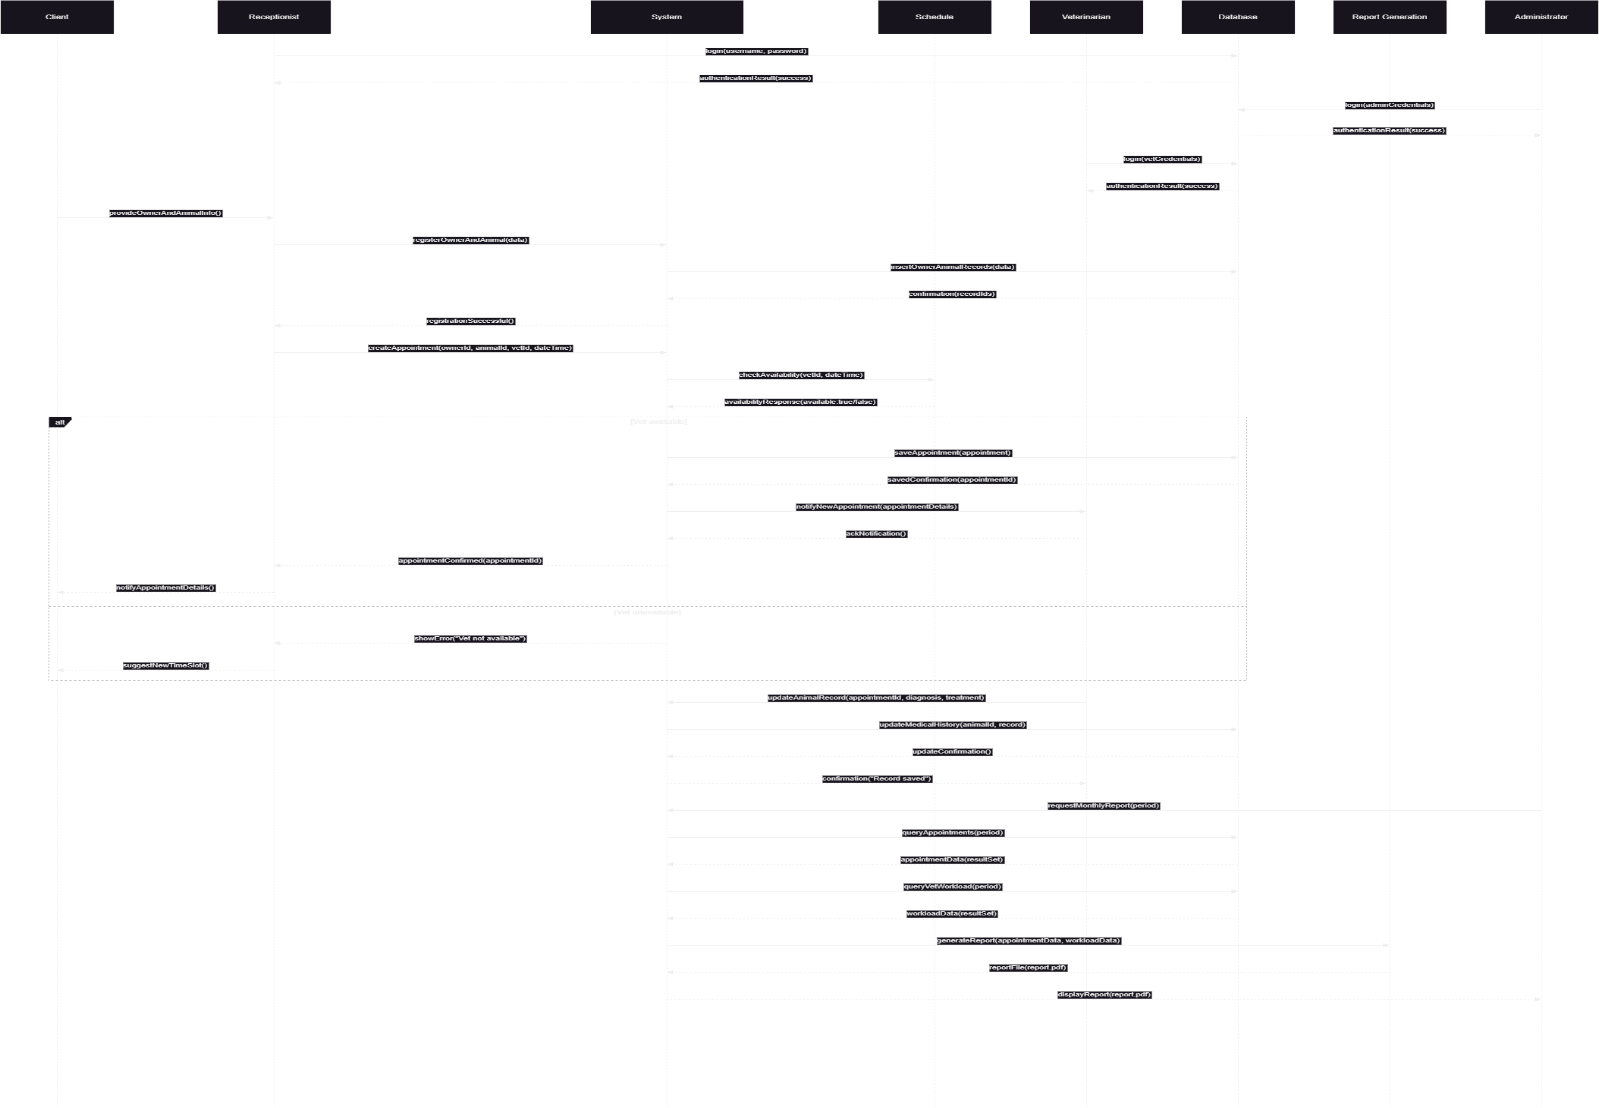 Client
Receptionist
System
Schedule
Veterinarian
Database
Report Generation
Administrator
login(username, password)
authenticationResult(success)
login(adminCredentials)
authenticationResult(success)
login(vetCredentials)
authenticationResult(success)
provideOwnerAndAnimalInfo()
registerOwnerAndAnimal(data)
insertOwnerAnimalRecords(data)
confirmation(recordIds)
registrationSuccessful()
createAppointment(ownerId, animalId, vetId, dateTime)
checkAvailability(vetId, dateTime)
availabilityResponse(available:true/false)
alt
[Vet available]
saveAppointment(appointment)
savedConfirmation(appointmentId)
notifyNewAppointment(appointmentDetails)
ackNotification()
appointmentConfirmed(appointmentId)
notifyAppointmentDetails()
showError("Vet not available")
suggestNewTimeSlot()
updateAnimalRecord(appointmentId, diagnosis, treatment)
updateMedicalHistory(animalId, record)
updateConfirmation()
confirmation("Record saved")
requestMonthlyReport(period)
queryAppointments(period)
appointmentData(resultSet)
queryVetWorkload(period)
workloadData(resultSet)
generateReport(appointmentData, workloadData)
reportFile(report.pdf)
displayReport(report.pdf)